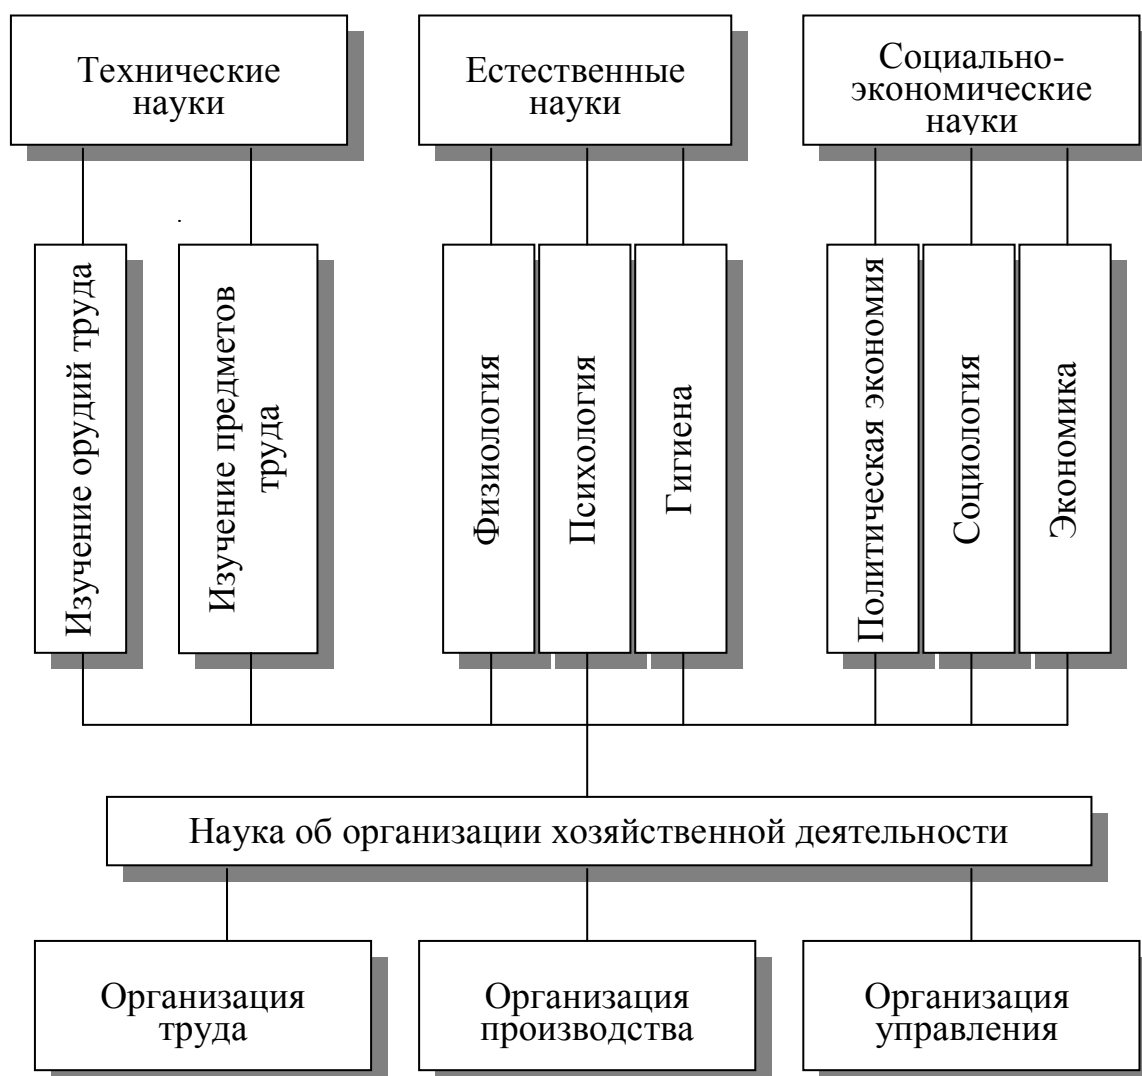 Технические
науки
Естественные
науки
Социально-
экономические
науки
Изучение орудий труда
Изучение предметов
труда
Физиология
Психология
Гигиена
Политическая экономия
Социология
Экономика
Наука об организации хозяйственной деятельности
Организация
труда
Организация
производства
Организация
управления